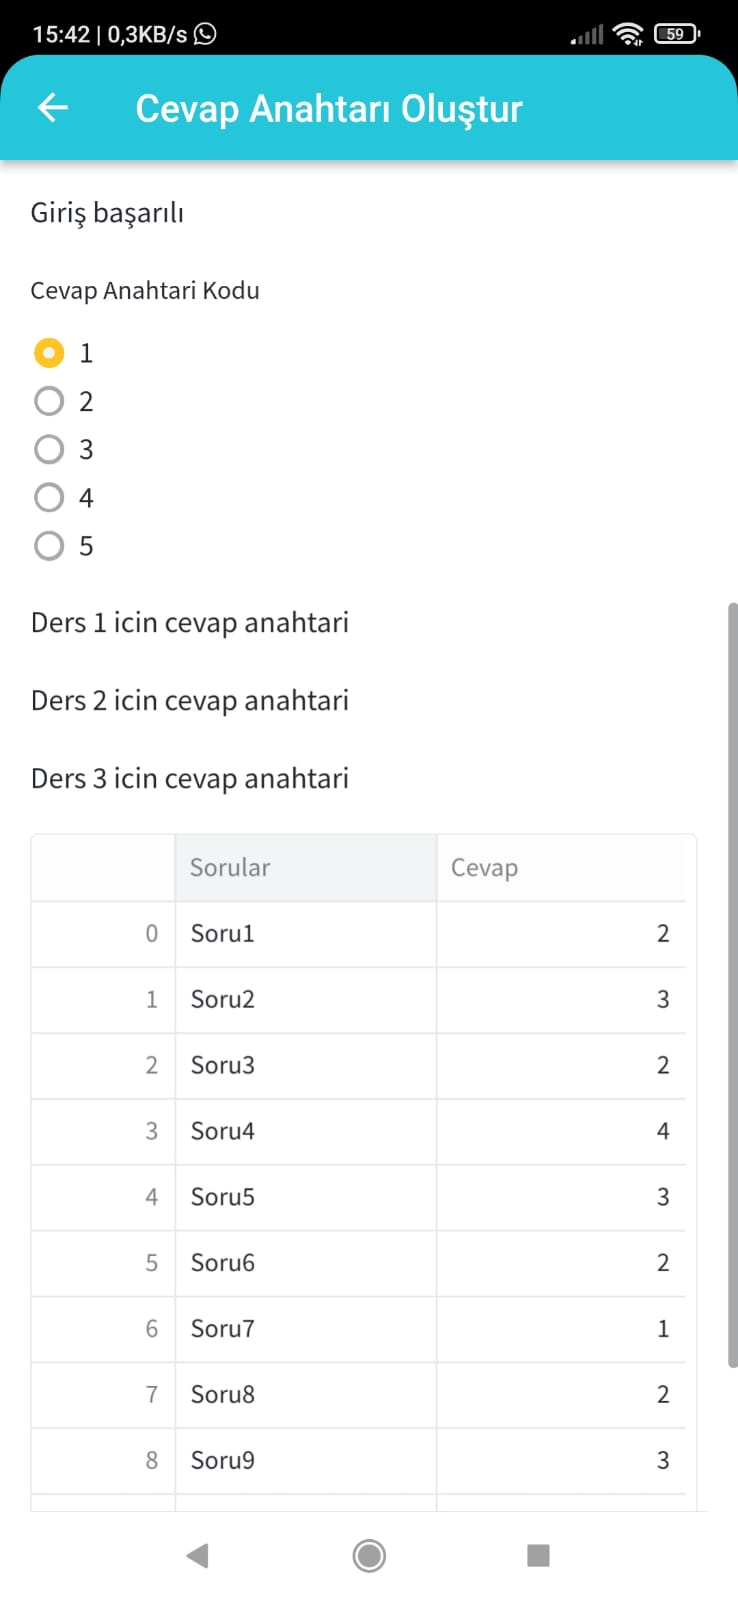 15:42 | 0,3KB/s 59
Cevap Anahtarı Oluştur
Giriş başarılı
Cevap Anahtari Kodu
1
2
3
4
5
Ders 1 icin cevap anahtari
Ders 2 icin cevap anahtari
Ders 3 icin cevap anahtari
Sorular Cevap
0 Soru1 2
1 Soru2 3
2 Soru3 2
3 Soru4 4
4 Soru5 3
5 Soru6 2
6 Soru7 1
7 Soru8 2
8 Soru9 3